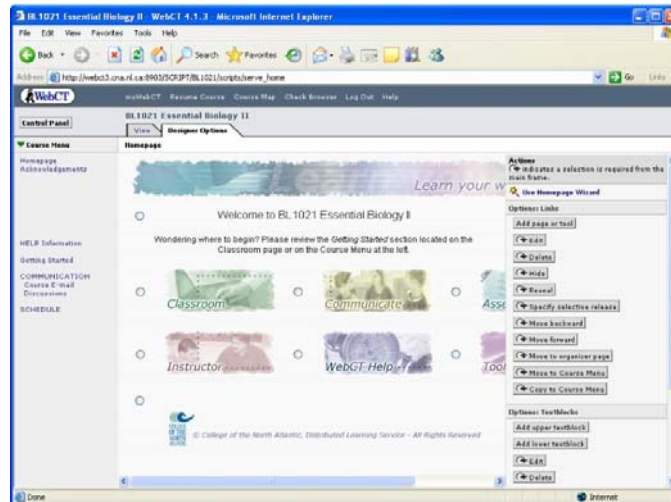 BL1021 Essential Biology II - WebCT 4.1.3 - Microsoft Internet Explorer
File Edit View Favorites Tools Help
Back Search Favorites
Address http://webct3.cna.nl.ca:8903/SCRIPT/BL1021/scripts/serve_home Go Links
WebCT
myWebCT Resume Course Course Map Check Browser Log Out Help
Control Panel
BL1021 Essential Biology II
View Designer Options
Course Menu
Homepage
Acknowledgements
HELP Information
Getting Started
COMMUNICATION
Course E-mail
Discussions
SCHEDULE
Homepage
Learn your w
Welcome to BL 1021 Essential Biology II
Wondering where to begin? Please review the Getting Started section located on the
Classroom page or on the Course Menu at the left.
Classroom Communicate Asse
Instructor WebCT Help Tool
© College of the North Atlantic, Distributed Learning Service - All Rights Reserved
Actions
indicates a selection is required from the
main frame.
Use Homepage Wizard
Options: Links
Add page or tool
Edit
Delete
Hide
Reveal
Specify selective release
Move backward
Move forward
Move to organizer page
Move to Course Menu
Copy to Course Menu
Options: Textblocks
Add upper textblock
Add lower textblock
Edit
Delete
Done Internet